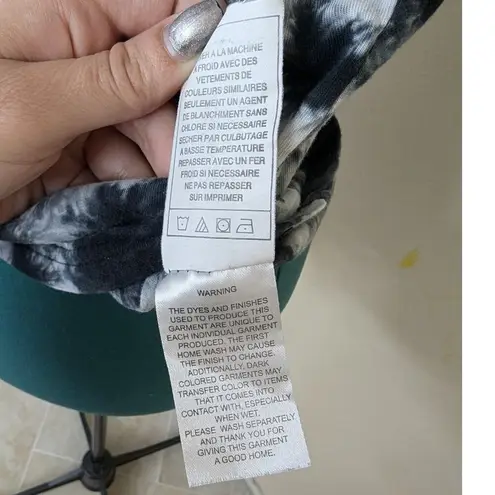 À LA MACHINE
FROID AVEC DES
VETEMENTS DE
COULEURS SIMILAIRES
SEULEMENT UN AGENT
DE BLANCHIMENT SANS
CHLORE SI NECESSAIRE
SECHER PAR CULBUTAGE
A BASSE TEMPERATURE
REPASSER AVEC UN FER
FROID SI NECESSAIRE
NE PAS REPASSER
SUR IMPRIMER
WARNING
THE DYES AND FINISHES
USED TO PRODUCE THIS
GARMENT ARE UNIQUE TO
EACH INDIVIDUAL GARMENT
PRODUCED. THE FIRST
HOME WASH MAY CAUSE
THE FINISH TO CHANGE.
ADDITIONALLY, DARK
COLORED GARMENTS MAY
TRANSFER COLOR TO ITEMS
THAT IT COMES INTO
CONTACT WITH, ESPECIALLY
WHEN WET.
PLEASE WASH SEPARATELY
AND THANK YOU FOR
GIVING THIS GARMENT
A GOOD HOME.